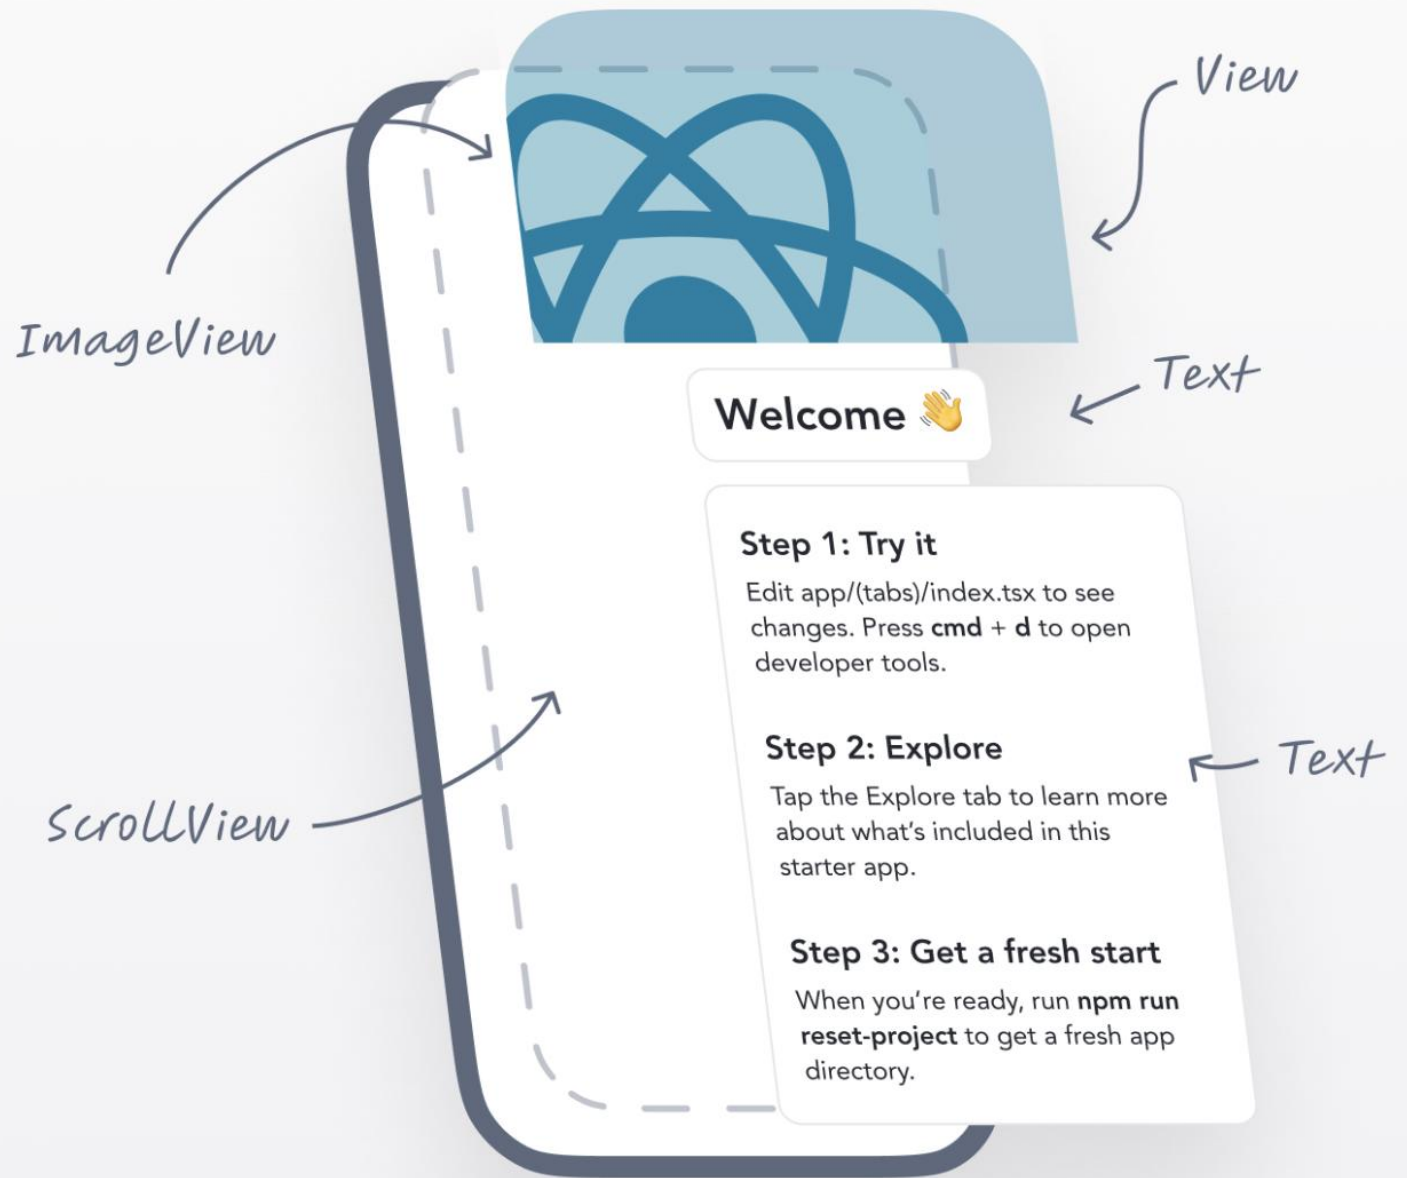 View
ImageView
Text
Welcome 👋
Step 1: Try it
Edit app/(tabs)/index.tsx to see
changes. Press cmd + d to open
developer tools.
Step 2: Explore
Text
Tap the Explore tab to learn more
about what's included in this
starter app.
ScrollView
Step 3: Get a fresh start
When you're ready, run npm run
reset-project to get a fresh app
directory.